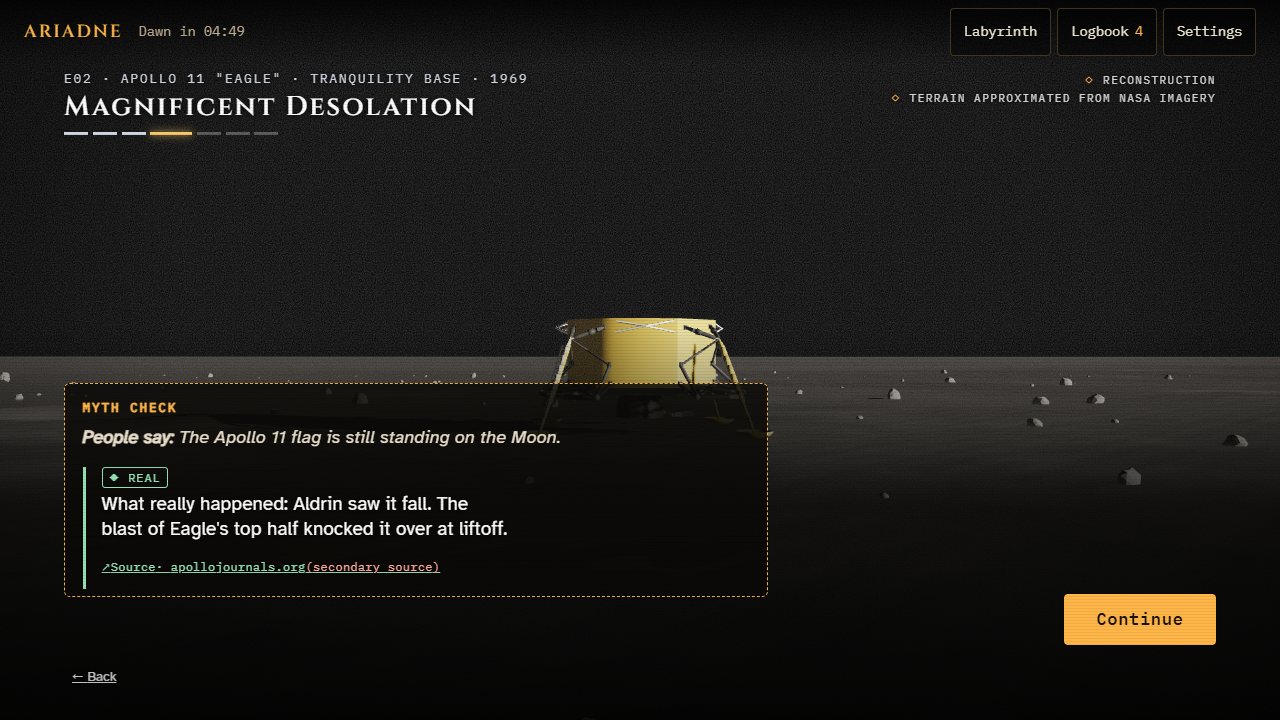 ARIADNE Dawn in 04:49
Labyrinth
Logbook 4
Settings
E02 · APOLLO 11 "EAGLE" · TRANQUILITY BASE · 1969
MAGNIFICENT DESOLATION
◇ RECONSTRUCTION
◇ TERRAIN APPROXIMATED FROM NASA IMAGERY
MYTH CHECK
People say: The Apollo 11 flag is still standing on the Moon.
◆ REAL
What really happened: Aldrin saw it fall. The
blast of Eagle's top half knocked it over at liftoff.
↗Source· apollojournals.org(secondary source)
Continue
← Back